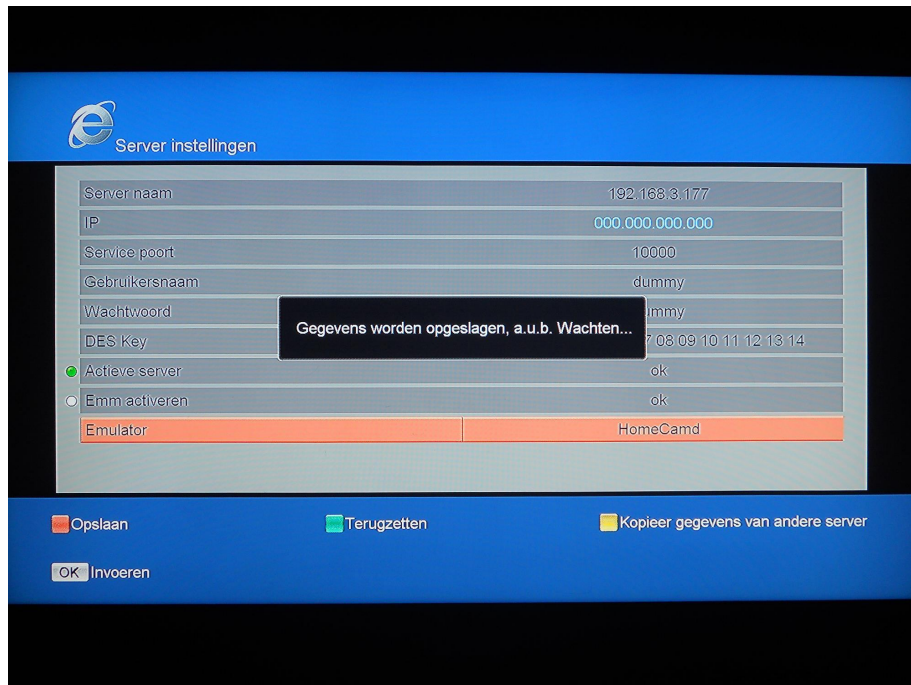 Server instellingen
Server naam 192.168.3.177
IP 000.000.000.000
Service poort 10000
Gebruikersnaam dummy
Wachtwoord
Gegevens worden opgeslagen, a.u.b. Wachten...
DES Key 08 09 10 11 12 13 14
Actieve server ok
Emm activeren ok
Emulator HomeCamd
Opslaan Terugzetten Kopieer gegevens van andere server
OK Invoeren